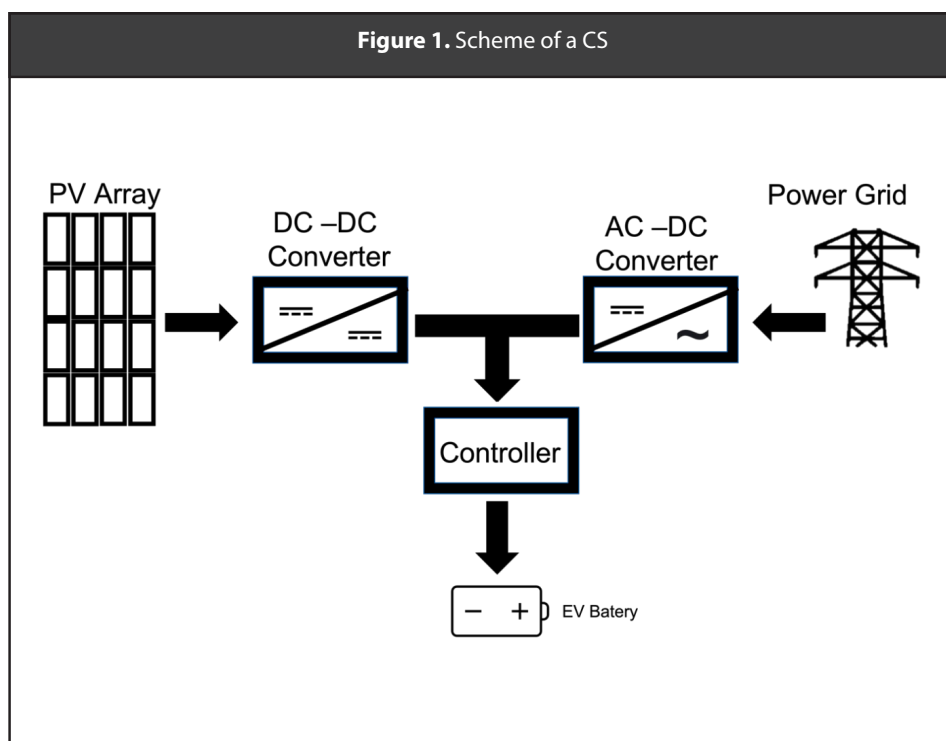 Figure 1. Scheme of a CS
PV Array
DC –DC
Converter
AC –DC
Converter
Power Grid
Controller
EV Batery